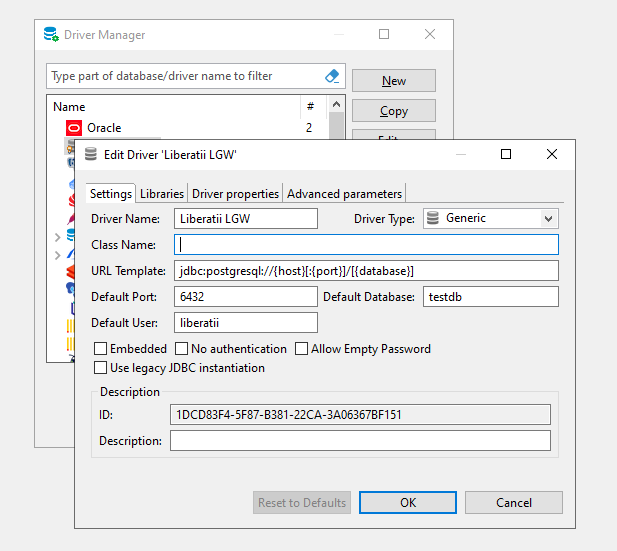 Driver Manager
Type part of database/driver name to filter
New
Name #
Copy
Oracle 2
Edit Driver 'Liberatii LGW'
Settings Libraries Driver properties Advanced parameters
Driver Name: Liberatii LGW Driver Type: Generic
Class Name:
URL Template: jdbc:postgresql://{host}[:{port}]/[{database}]
Default Port: 6432 Default Database: testdb
Default User: liberatii
Embedded No authentication Allow Empty Password
Use legacy JDBC instantiation
Description
ID: 1DCD83F4-5F87-B381-22CA-3A06367BF151
Description:
Reset to Defaults OK Cancel